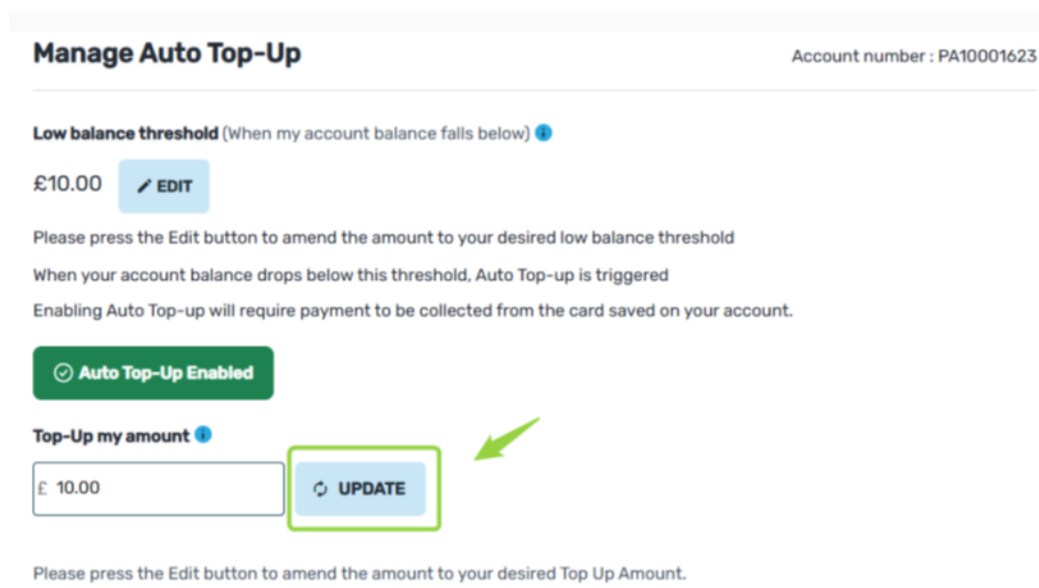 Manage Auto Top-Up
Account number : PA10001623
Low balance threshold (When my account balance falls below)
£10.00
EDIT
Please press the Edit button to amend the amount to your desired low balance threshold
When your account balance drops below this threshold, Auto Top-up is triggered
Enabling Auto Top-up will require payment to be collected from the card saved on your account.
Auto Top-Up Enabled
Top-Up my amount
£ 10.00
UPDATE
Please press the Edit button to amend the amount to your desired Top Up Amount.